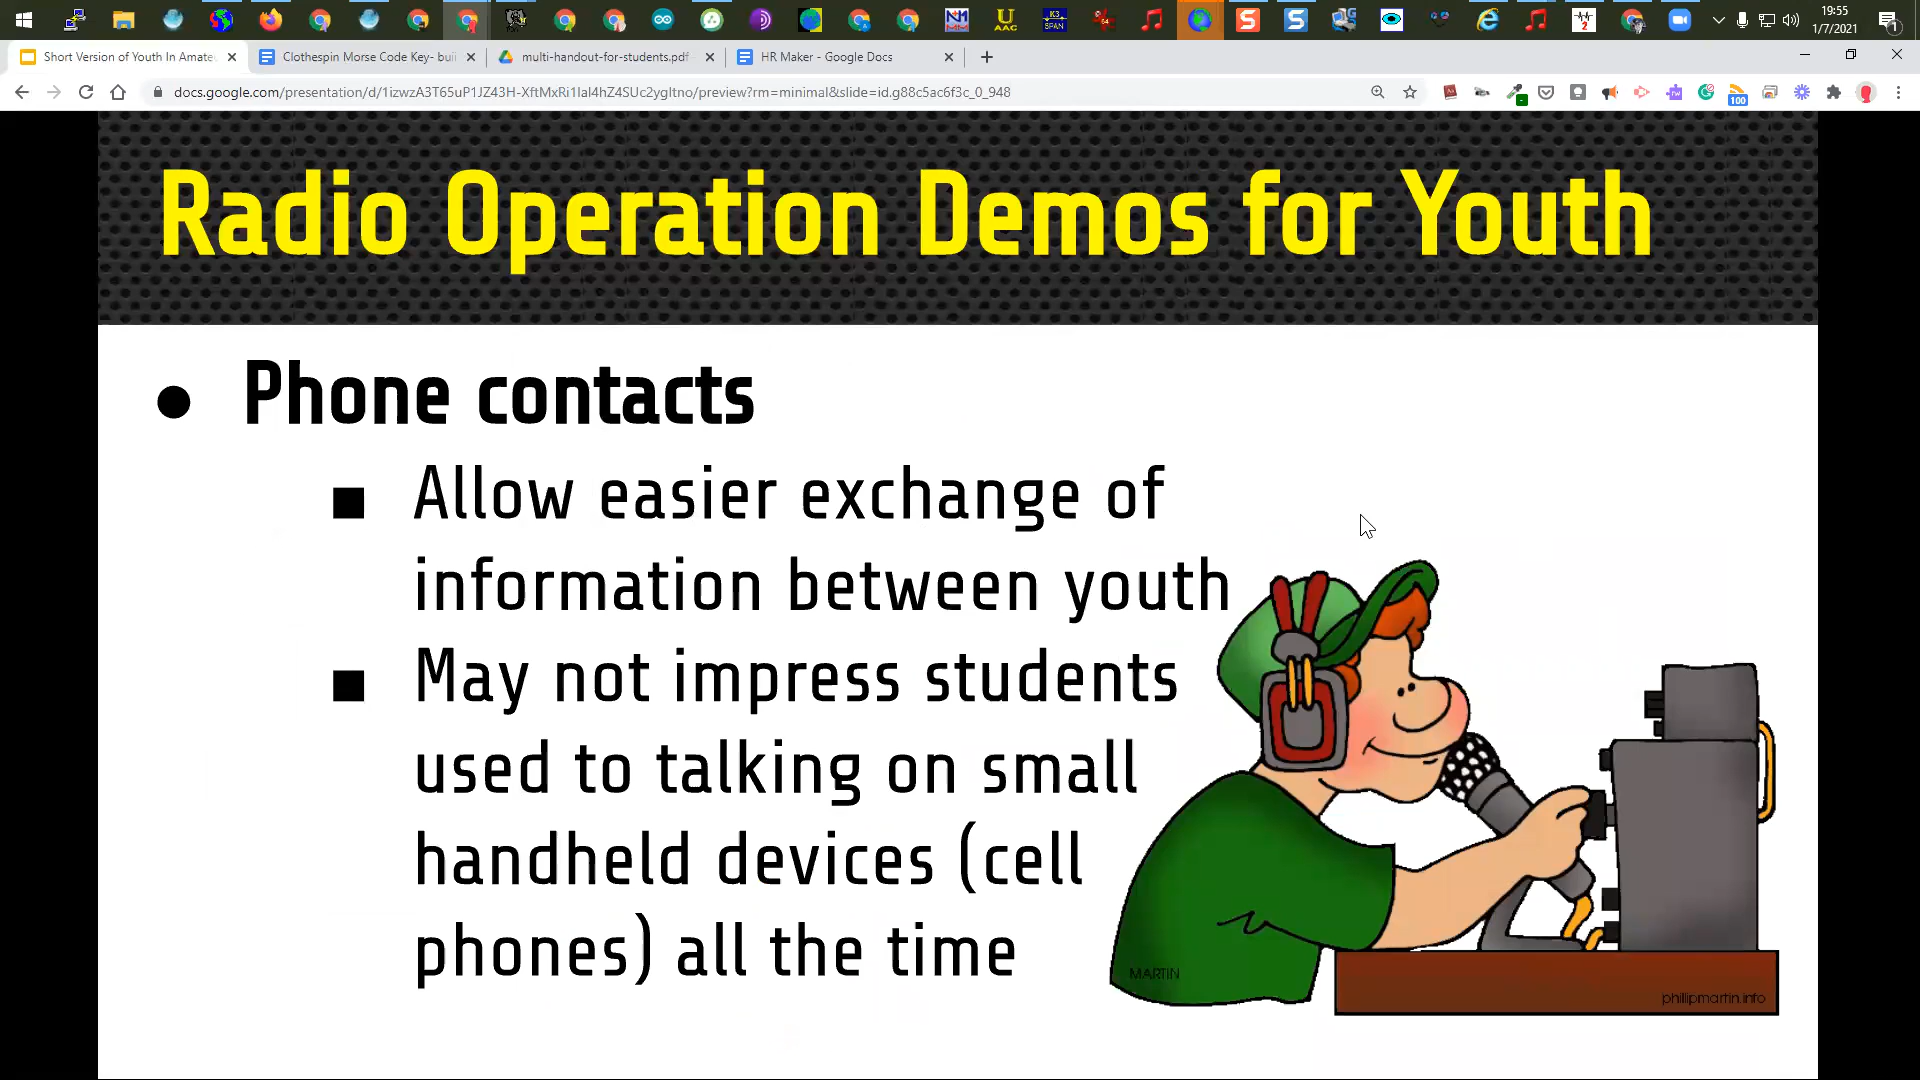 19:55
1/7/2021
Short Version of Youth In Amate
Clothespin Morse Code Key- bui
multi-handout-for-students.pdf
HR Maker - Google Docs
docs.google.com/presentation/d/1izwzA3T65uP1JZ43H-XftMxRi1Ial4hZ4SUc2ygItno/preview?rm=minimal&slide=id.g88c5ac6f3c_0_948
100
Radio Operation Demos for Youth
● Phone contacts
■ Allow easier exchange of
information between youth
■ May not impress students
used to talking on small
handheld devices (cell
phones) all the time
MARTIN
phillipmartin.info